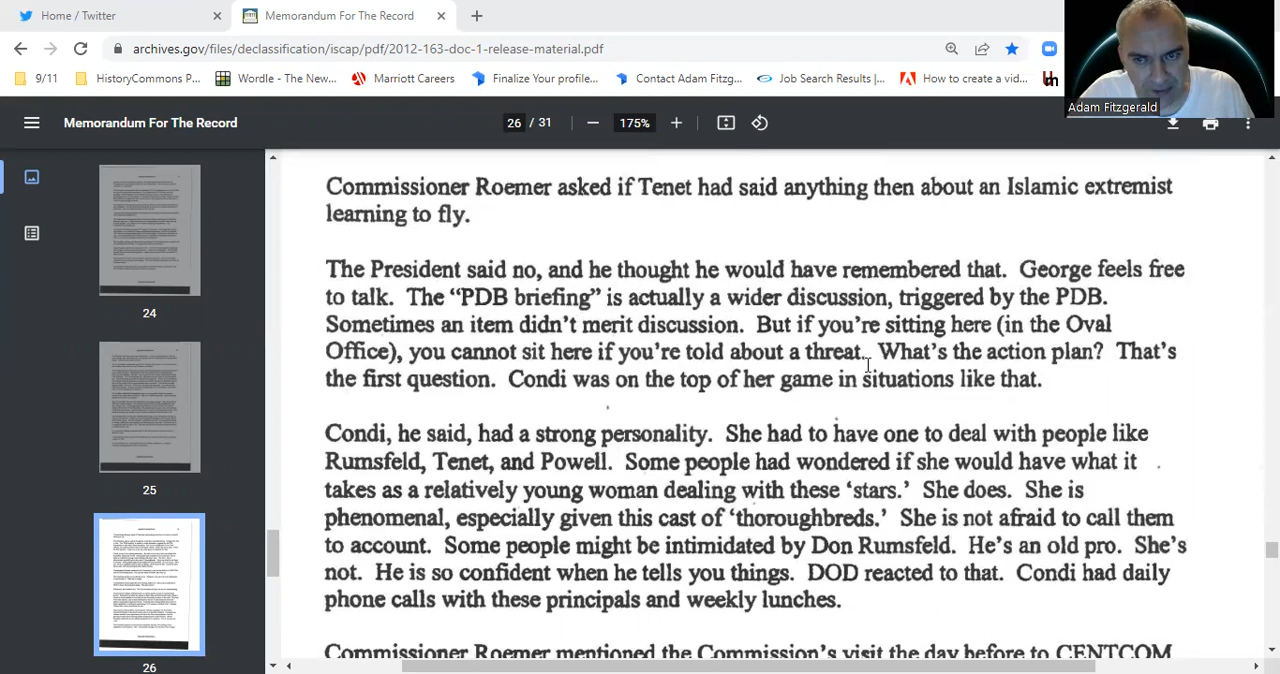 Home / Twitter
Memorandum For The Record
archives.gov/files/declassification/iscap/pdf/2012-163-doc-1-release-material.pdf
9/11
HistoryCommons P...
Wordle - The New...
Marriott Careers
Finalize Your profile...
Contact Adam Fitzg...
Job Search Results |...
How to create a vid...
Adam Fitzgerald
Memorandum For The Record
26 / 31
175%
24
25
26
Commissioner Roemer asked if Tenet had said anything then about an Islamic extremist
learning to fly.
The President said no, and he thought he would have remembered that. George feels free
to talk. The “PDB briefing” is actually a wider discussion, triggered by the PDB.
Sometimes an item didn’t merit discussion. But if you’re sitting here (in the Oval
Office), you cannot sit here if you’re told about a threat. What’s the action plan? That’s
the first question. Condi was on the top of her game in situations like that.
Condi, he said, had a strong personality. She had to have one to deal with people like
Rumsfeld, Tenet, and Powell. Some people had wondered if she would have what it
takes as a relatively young woman dealing with these ‘stars.’ She does. She is
phenomenal, especially given this cast of ‘thoroughbreds.’ She is not afraid to call them
to account. Some people might be intimidated by Don Rumsfeld. He’s an old pro. She’s
not. He is so confident when he tells you things. DOD reacted to that. Condi had daily
phone calls with these principals and weekly lunches.
Commissioner Roemer mentioned the Commission’s visit the day before to CENTCOM